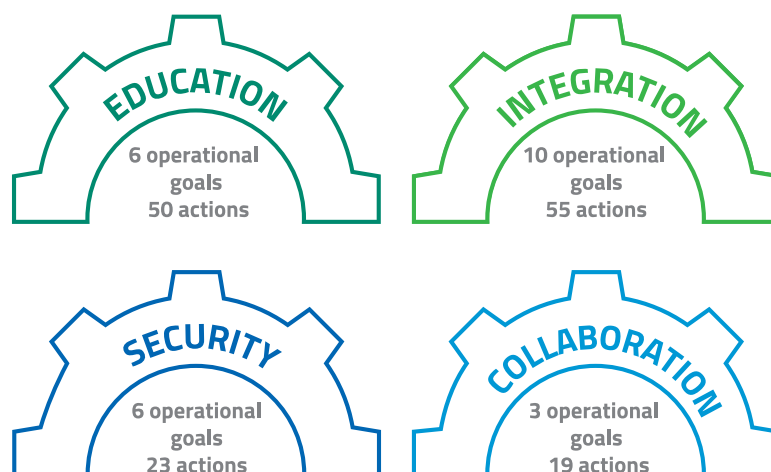 EDUCATION
6 operational
goals
50 actions
INTEGRATION
10 operational
goals
55 actions
SECURITY
6 operational
goals
23 actions
COLLABORATION
3 operational
goals
19 actions